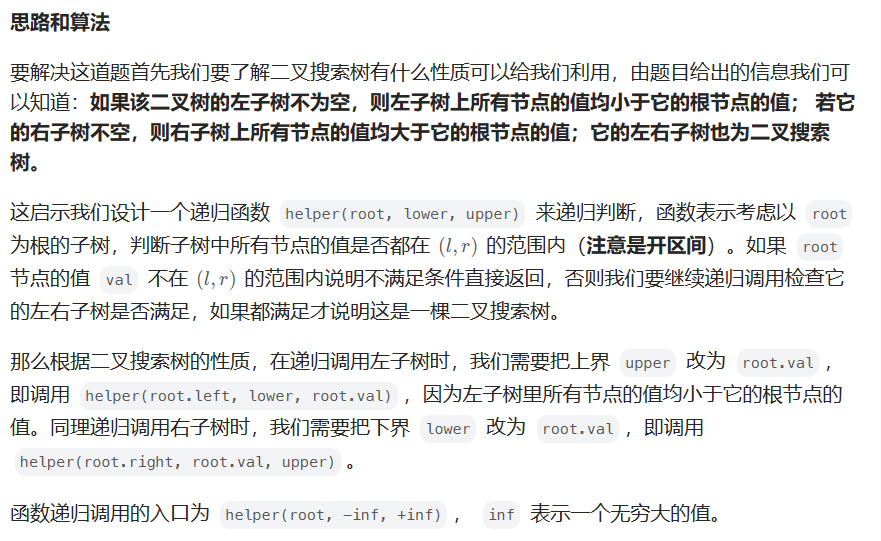 思路和算法
要解决这道题首先我们要了解二叉搜索树有什么性质可以给我们利用，由题目给出的信息我们可
以知道：如果该二叉树的左子树不为空，则左子树上所有节点的值均小于它的根节点的值； 若它
的右子树不空，则右子树上所有节点的值均大于它的根节点的值；它的左右子树也为二叉搜索
树。
这启示我们设计一个递归函数 helper(root, lower, upper) 来递归判断，函数表示考虑以 root
为根的子树，判断子树中所有节点的值是否都在 (l,r) 的范围内（注意是开区间）。如果 root
节点的值 val 不在 (l,r) 的范围内说明不满足条件直接返回，否则我们要继续递归调用检查它
的左右子树是否满足，如果都满足才说明这是一棵二叉搜索树。
那么根据二叉搜索树的性质，在递归调用左子树时，我们需要把上界 upper 改为 root.val，
即调用 helper(root.left, lower, root.val)，因为左子树里所有节点的值均小于它的根节点的
值。同理递归调用右子树时，我们需要把下界 lower 改为 root.val，即调用
helper(root.right, root.val, upper)。
函数递归调用的入口为 helper(root, -inf, +inf)， inf 表示一个无穷大的值。